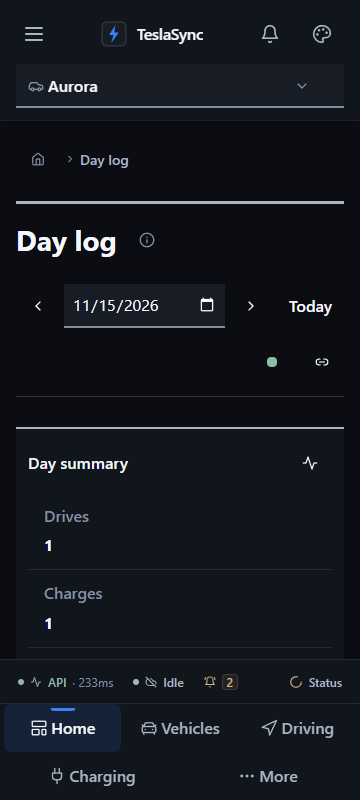 TeslaSync
Aurora
Day log
Day log
11/15/2026
Today
Day summary
Drives
1
Charges
1
API · 233ms
Idle
2
Status
Home
Vehicles
Driving
Charging
More